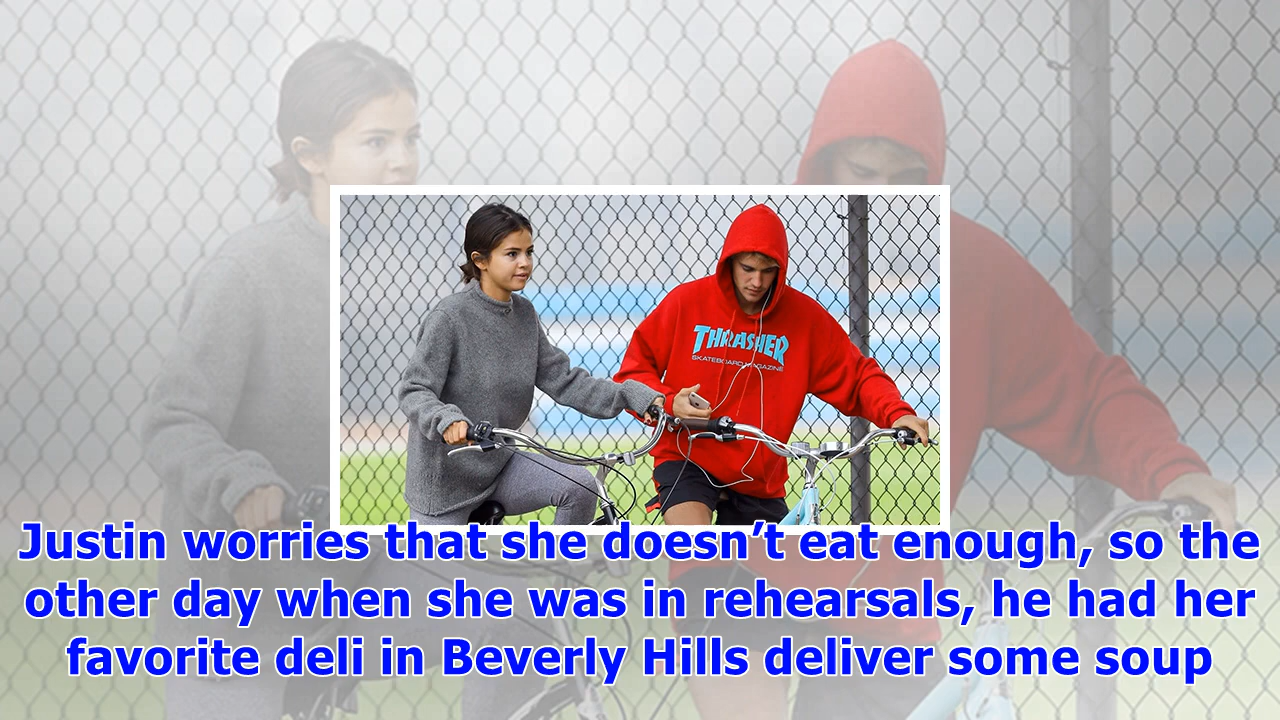 THRASHER
SKATEBOARD MAGAZINE
Justin worries that she doesn’t eat enough, so the
other day when she was in rehearsals, he had her
favorite deli in Beverly Hills deliver some soup